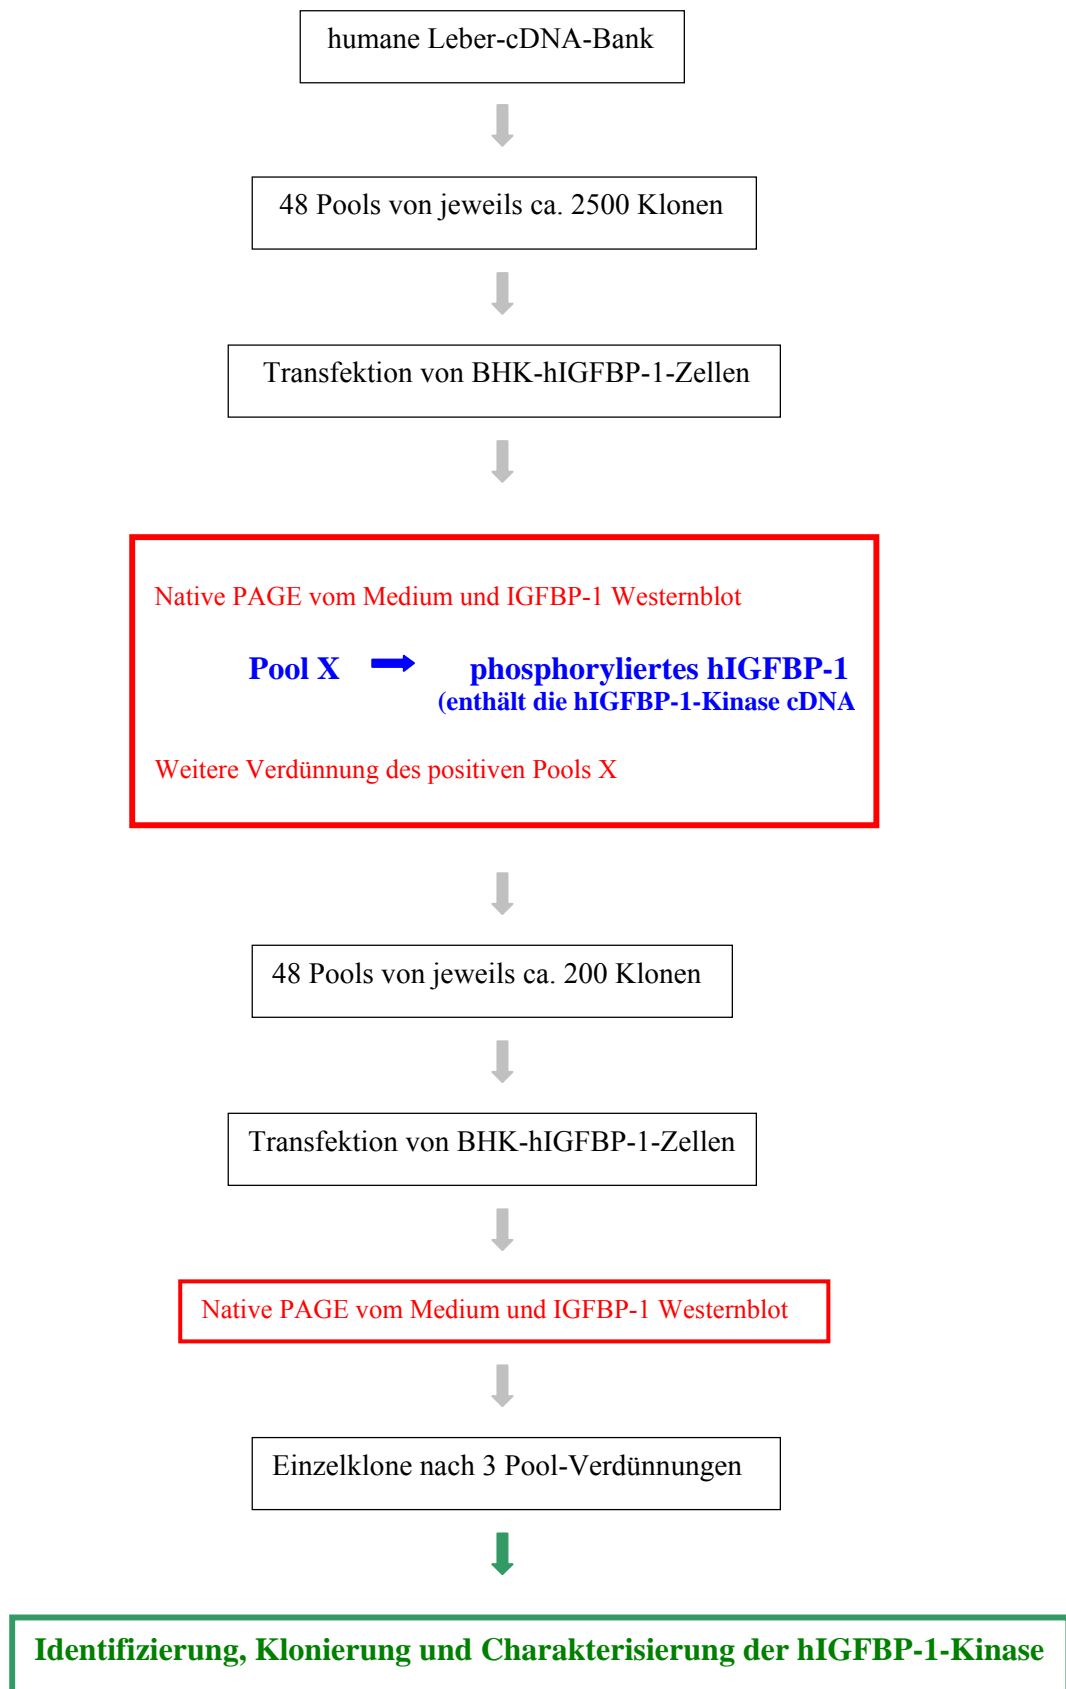 humane Leber-cDNA-Bank
48 Pools von jeweils ca. 2500 Klonen
Transfektion von BHK-hIGFBP-1-Zellen
Native PAGE vom Medium und IGFBP-1 Westernblot
Pool X phosphoryliertes hIGFBP-1
(enthält die hIGFBP-1-Kinase cDNA
Weitere Verdünnung des positiven Pools X
48 Pools von jeweils ca. 200 Klonen
Transfektion von BHK-hIGFBP-1-Zellen
Native PAGE vom Medium und IGFBP-1 Westernblot
Einzelklone nach 3 Pool-Verdünnungen
Identifizierung, Klonierung und Charakterisierung der hIGFBP-1-Kinase